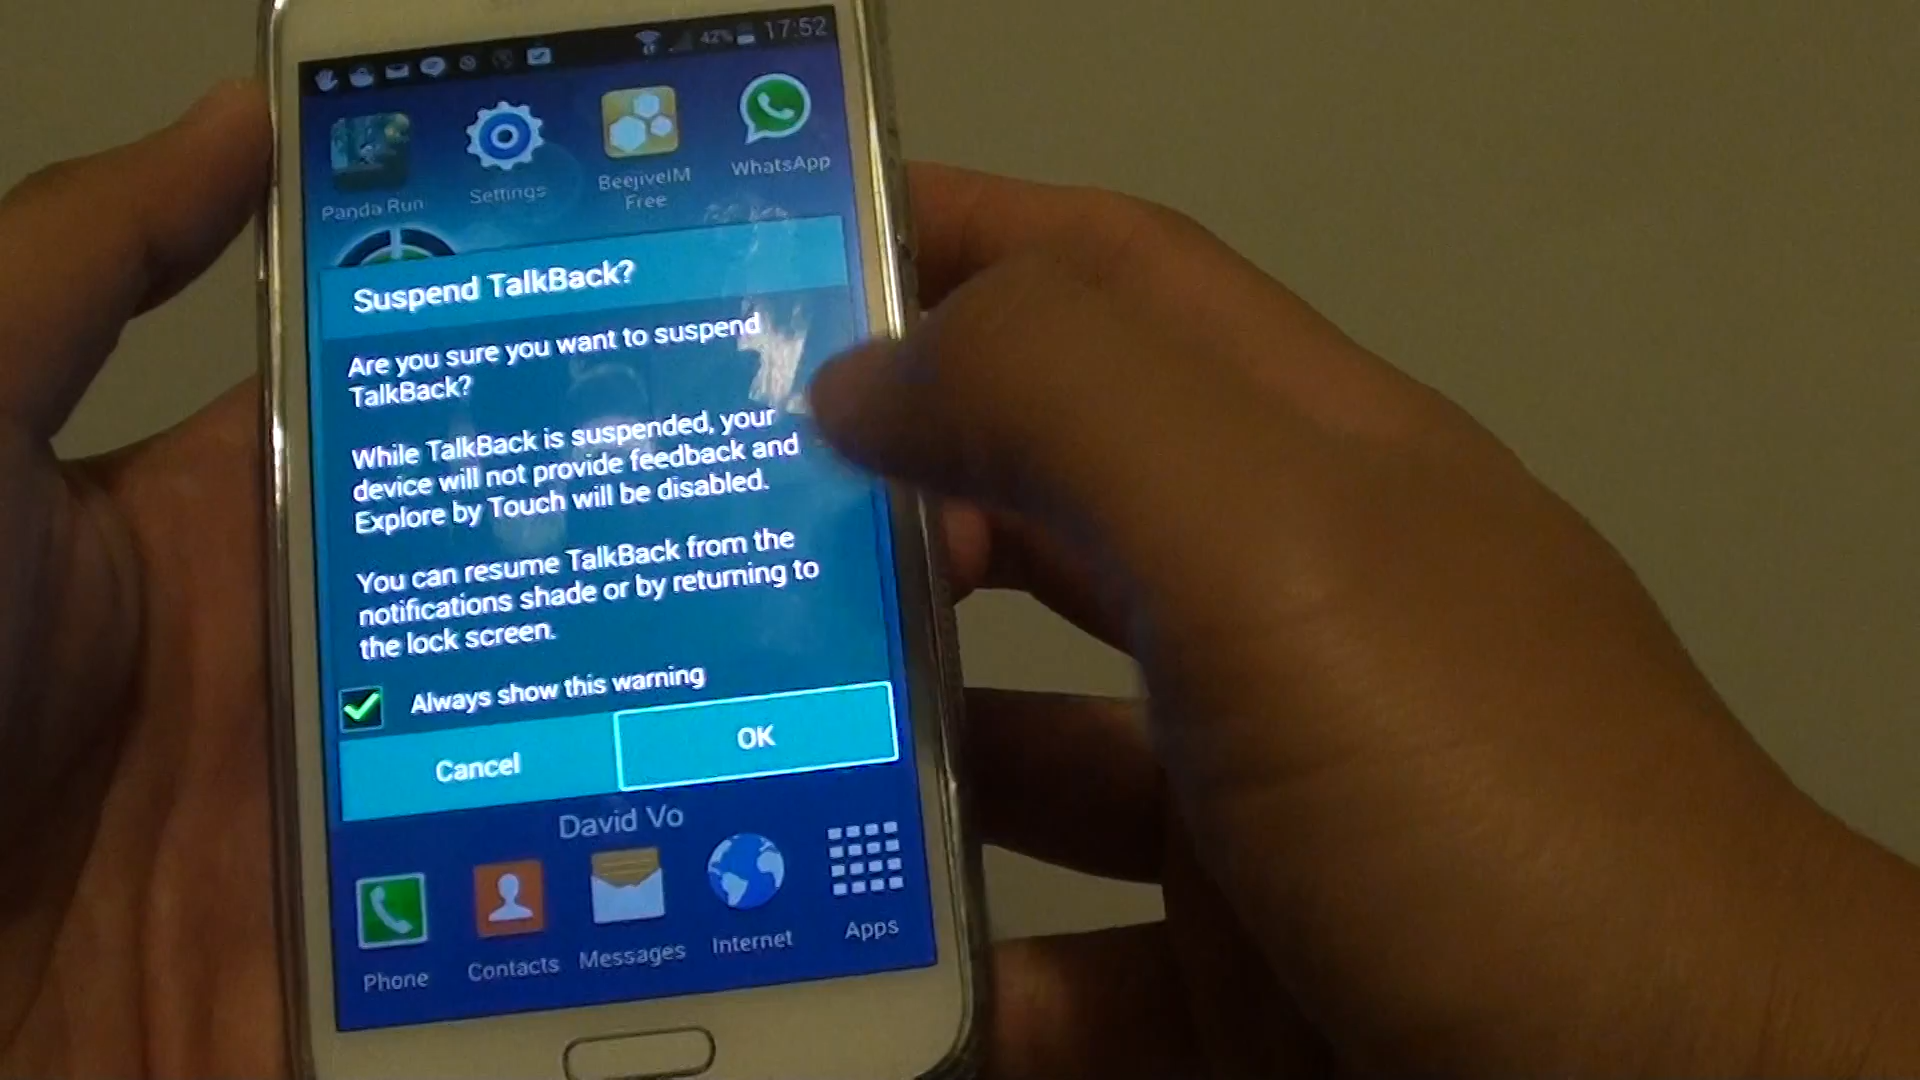 42% 17:52
Panda Run
Settings
BeejiveIM
Free
WhatsApp
Suspend TalkBack?
Are you sure you want to suspend
TalkBack?
While TalkBack is suspended, your
device will not provide feedback and
Explore by Touch will be disabled.
You can resume TalkBack from the
notifications shade or by returning to
the lock screen.
Always show this warning
Cancel
OK
David Vo
Phone
Contacts
Messages
Internet
Apps